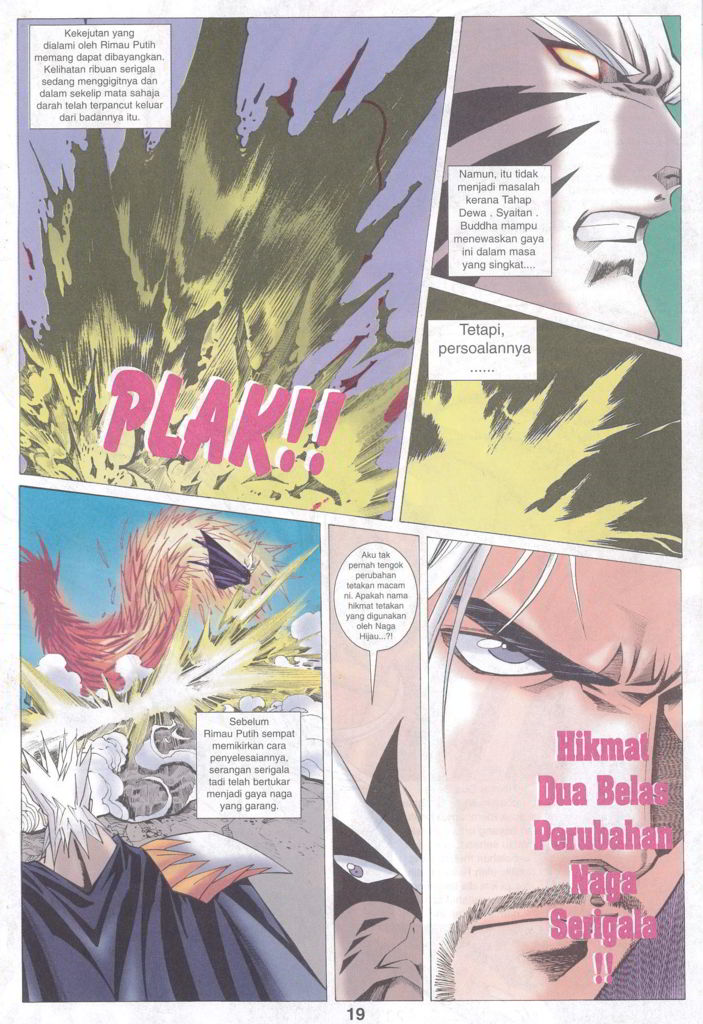 Kekejutan yang
dialami oleh Rimau Putih
memang dapat dibayangkan.
Kelihatan ribuan serigala
sedang menggigitnya dan
dalam sekelip mata sahaja
darah telah terpancut keluar
dari badannya itu.
PLAK!!
Namun, itu tidak
menjadi masalah
kerana Tahap
Dewa . Syaitan .
Buddha mampu
menewaskan gaya
ini dalam masa
yang singkat....
Tetapi,
persoalannya
......
Sebelum
Rimau Putih sempat
memikirkan cara
penyelesaiannya,
serangan serigala
tadi telah bertukar
menjadi gaya naga
yang garang.
Aku tak
pernah tengok
perubahan
tetakan macam
ni. Apakah nama
hikmat tetakan
yang digunakan
oleh Naga
Hijau...?!
Hikmat
Dua Belas
Perubahan
Naga
Serigala
!!
19